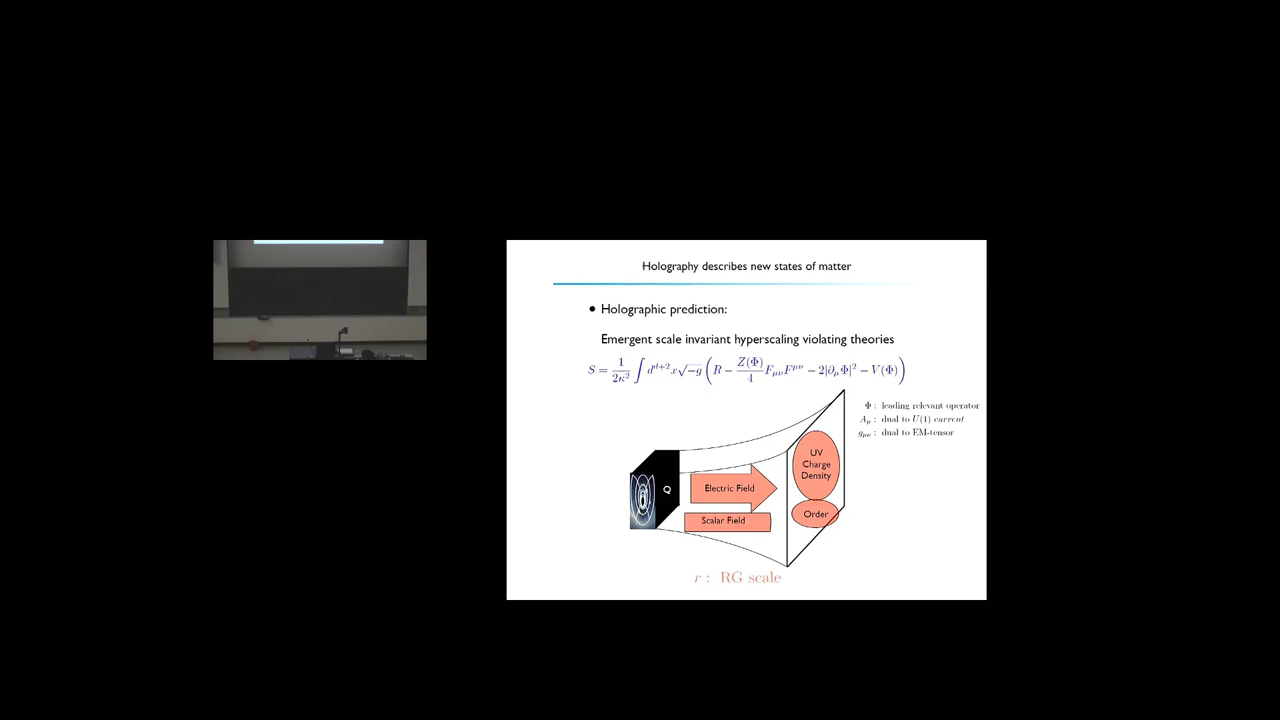 Holography describes new states of matter
• Holographic prediction:
Emergent scale invariant hyperscaling violating theories
S = \frac{1}{2κ²} ∫ d^{d+2}x √−g ( R − \frac{Z(Φ)}{4} F_{μν}F^{μν} − 2|∂_μΦ|² − V(Φ) )
Φ : leading relevant operator
A_μ : dual to U(1) current
g_{μν} : dual to EM-tensor
UV
Charge
Density
Q
Electric Field
Order
Scalar Field
r : RG scale